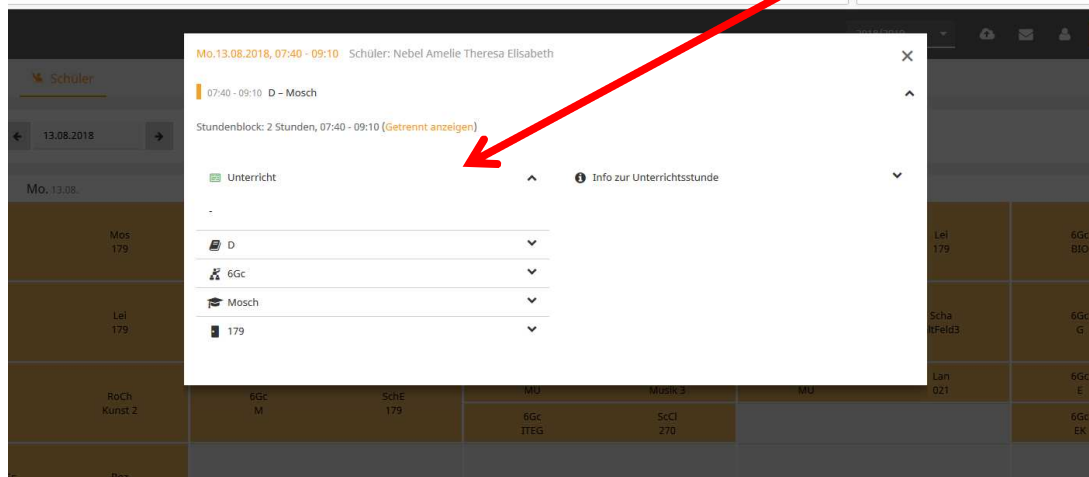 2018/2019
Mo.13.08.2018, 07:40 - 09:10 Schüler: Nebel Amelie Theresa Elisabeth
Schüler
07:40 - 09:10 D – Mosch
Stundenblock: 2 Stunden, 07:40 - 09:10 (Getrennt anzeigen)
13.08.2018
Unterricht
Info zur Unterrichtsstunde
Mo. 13.08.
-
D
6Gc
Mosch
179
Mos
179
Lei
179
6Gc
BIO
Lei
179
Scha
6Gc
G
RoCh
Kunst 2
6Gc
M
SchE
179
MU
Musik 3
MU
Lan
021
6Gc
E
6Gc
ITEG
ScCl
270
6Gc
EK